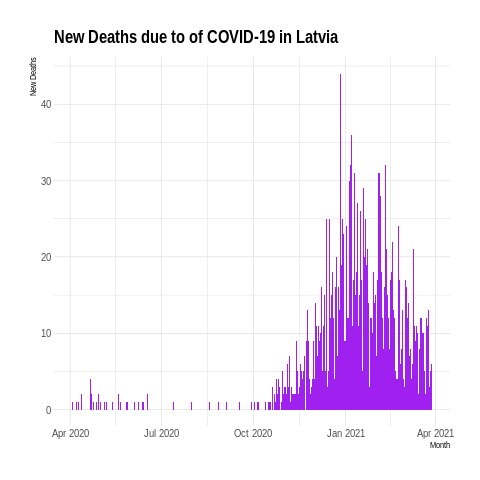 New Deaths due to of COVID-19 in Latvia
New Deaths
40
30
20
10
0
Apr 2020 Jul 2020 Oct 2020 Jan 2021 Apr 2021
Month